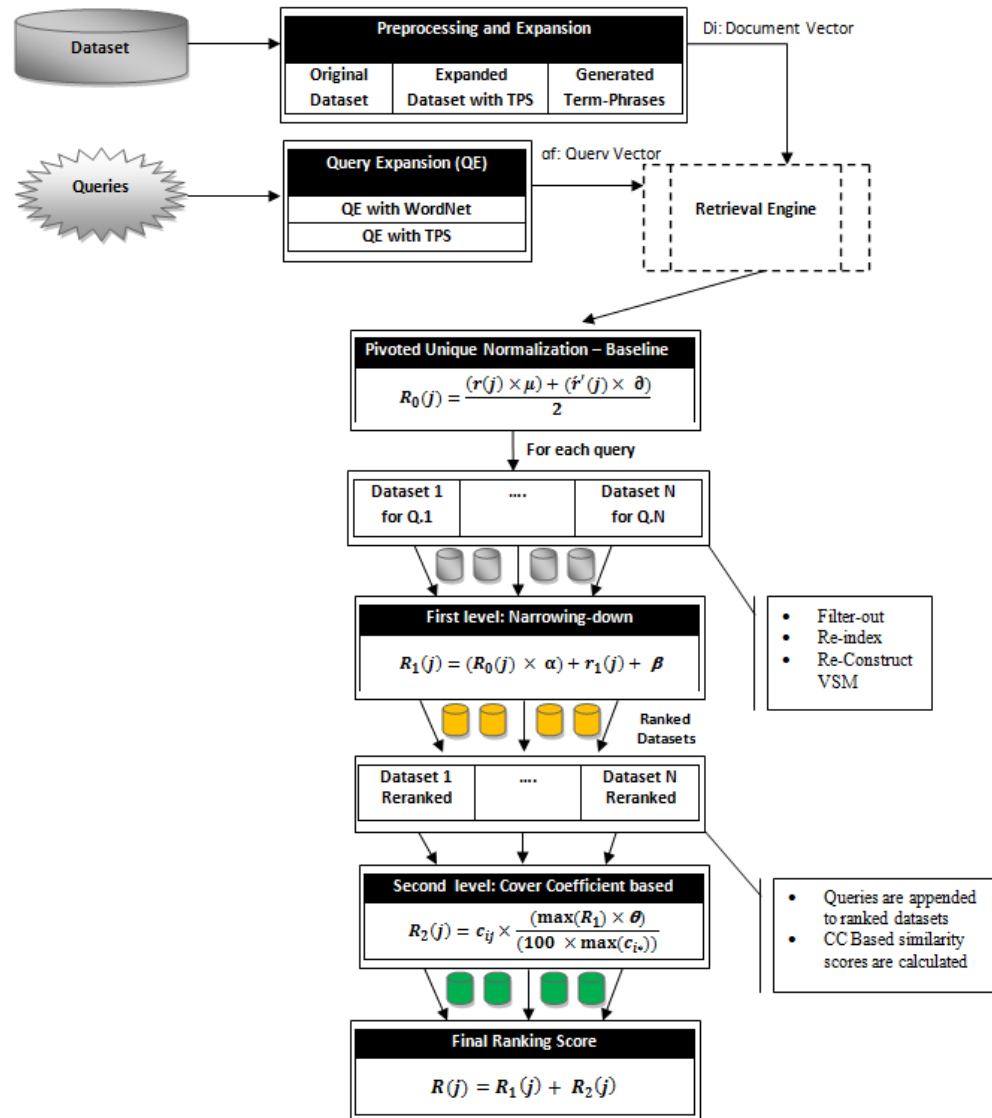 Dataset
Preprocessing and Expansion
Original
Dataset
Expanded
Dataset with TPS
Generated
Term-Phrases
Di: Document Vector
Queries
Query Expansion (QE)
QE with WordNet
QE with TPS
qf: Query Vector
Retrieval Engine
Pivoted Unique Normalization – Baseline
R₀(j) = ((r(j) × μ) + (ŕ′(j) × ∂)) / 2
For each query
Dataset 1
for Q.1
....
Dataset N
for Q.N
First level: Narrowing-down
R₁(j) = (R₀(j) × α) + r₁(j) + β
• Filter-out
• Re-index
• Re-Construct
VSM
Ranked
Datasets
Dataset 1
Reranked
....
Dataset N
Reranked
Second level: Cover Coefficient based
R₂(j) = cᵢⱼ × (max(R₁) × θ) / (100 × max(cᵢ∘))
• Queries are appended
to ranked datasets
• CC Based similarity
scores are calculated
Final Ranking Score
R(j) = R₁(j) + R₂(j)